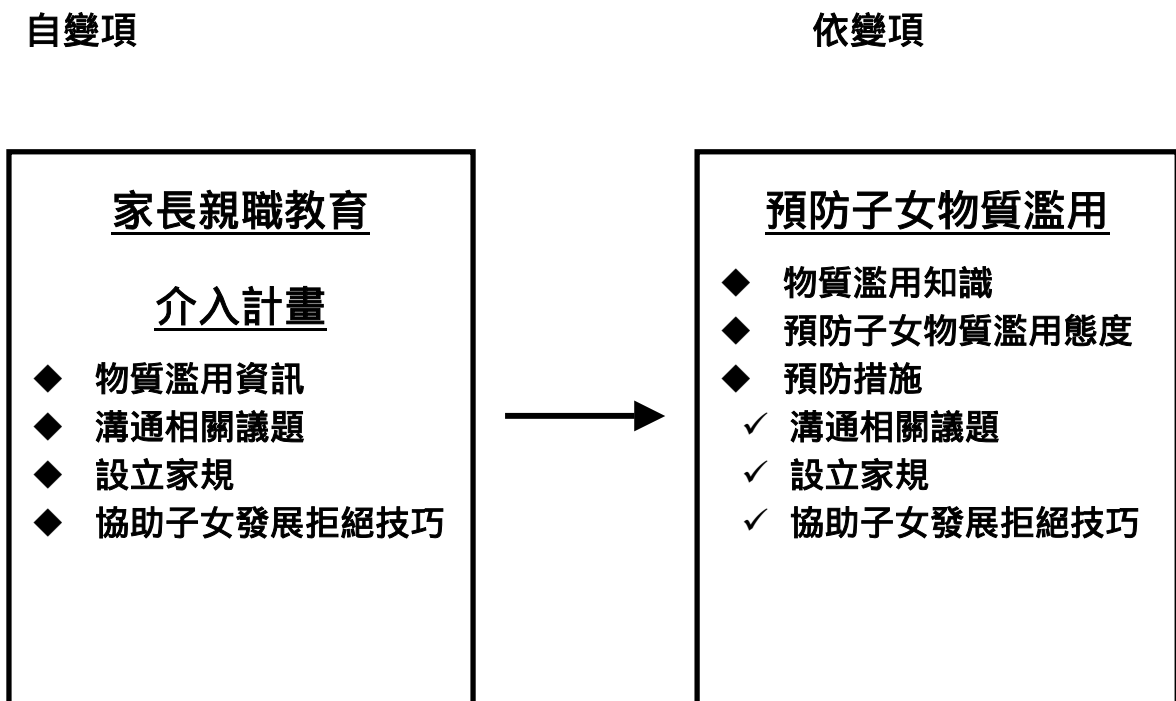 自變項
依變項
家長親職教育
介入計畫
◆ 物質濫用資訊
◆ 溝通相關議題
◆ 設立家規
◆ 協助子女發展拒絕技巧
預防子女物質濫用
◆ 物質濫用知識
◆ 預防子女物質濫用態度
◆ 預防措施
✓ 溝通相關議題
✓ 設立家規
✓ 協助子女發展拒絕技巧